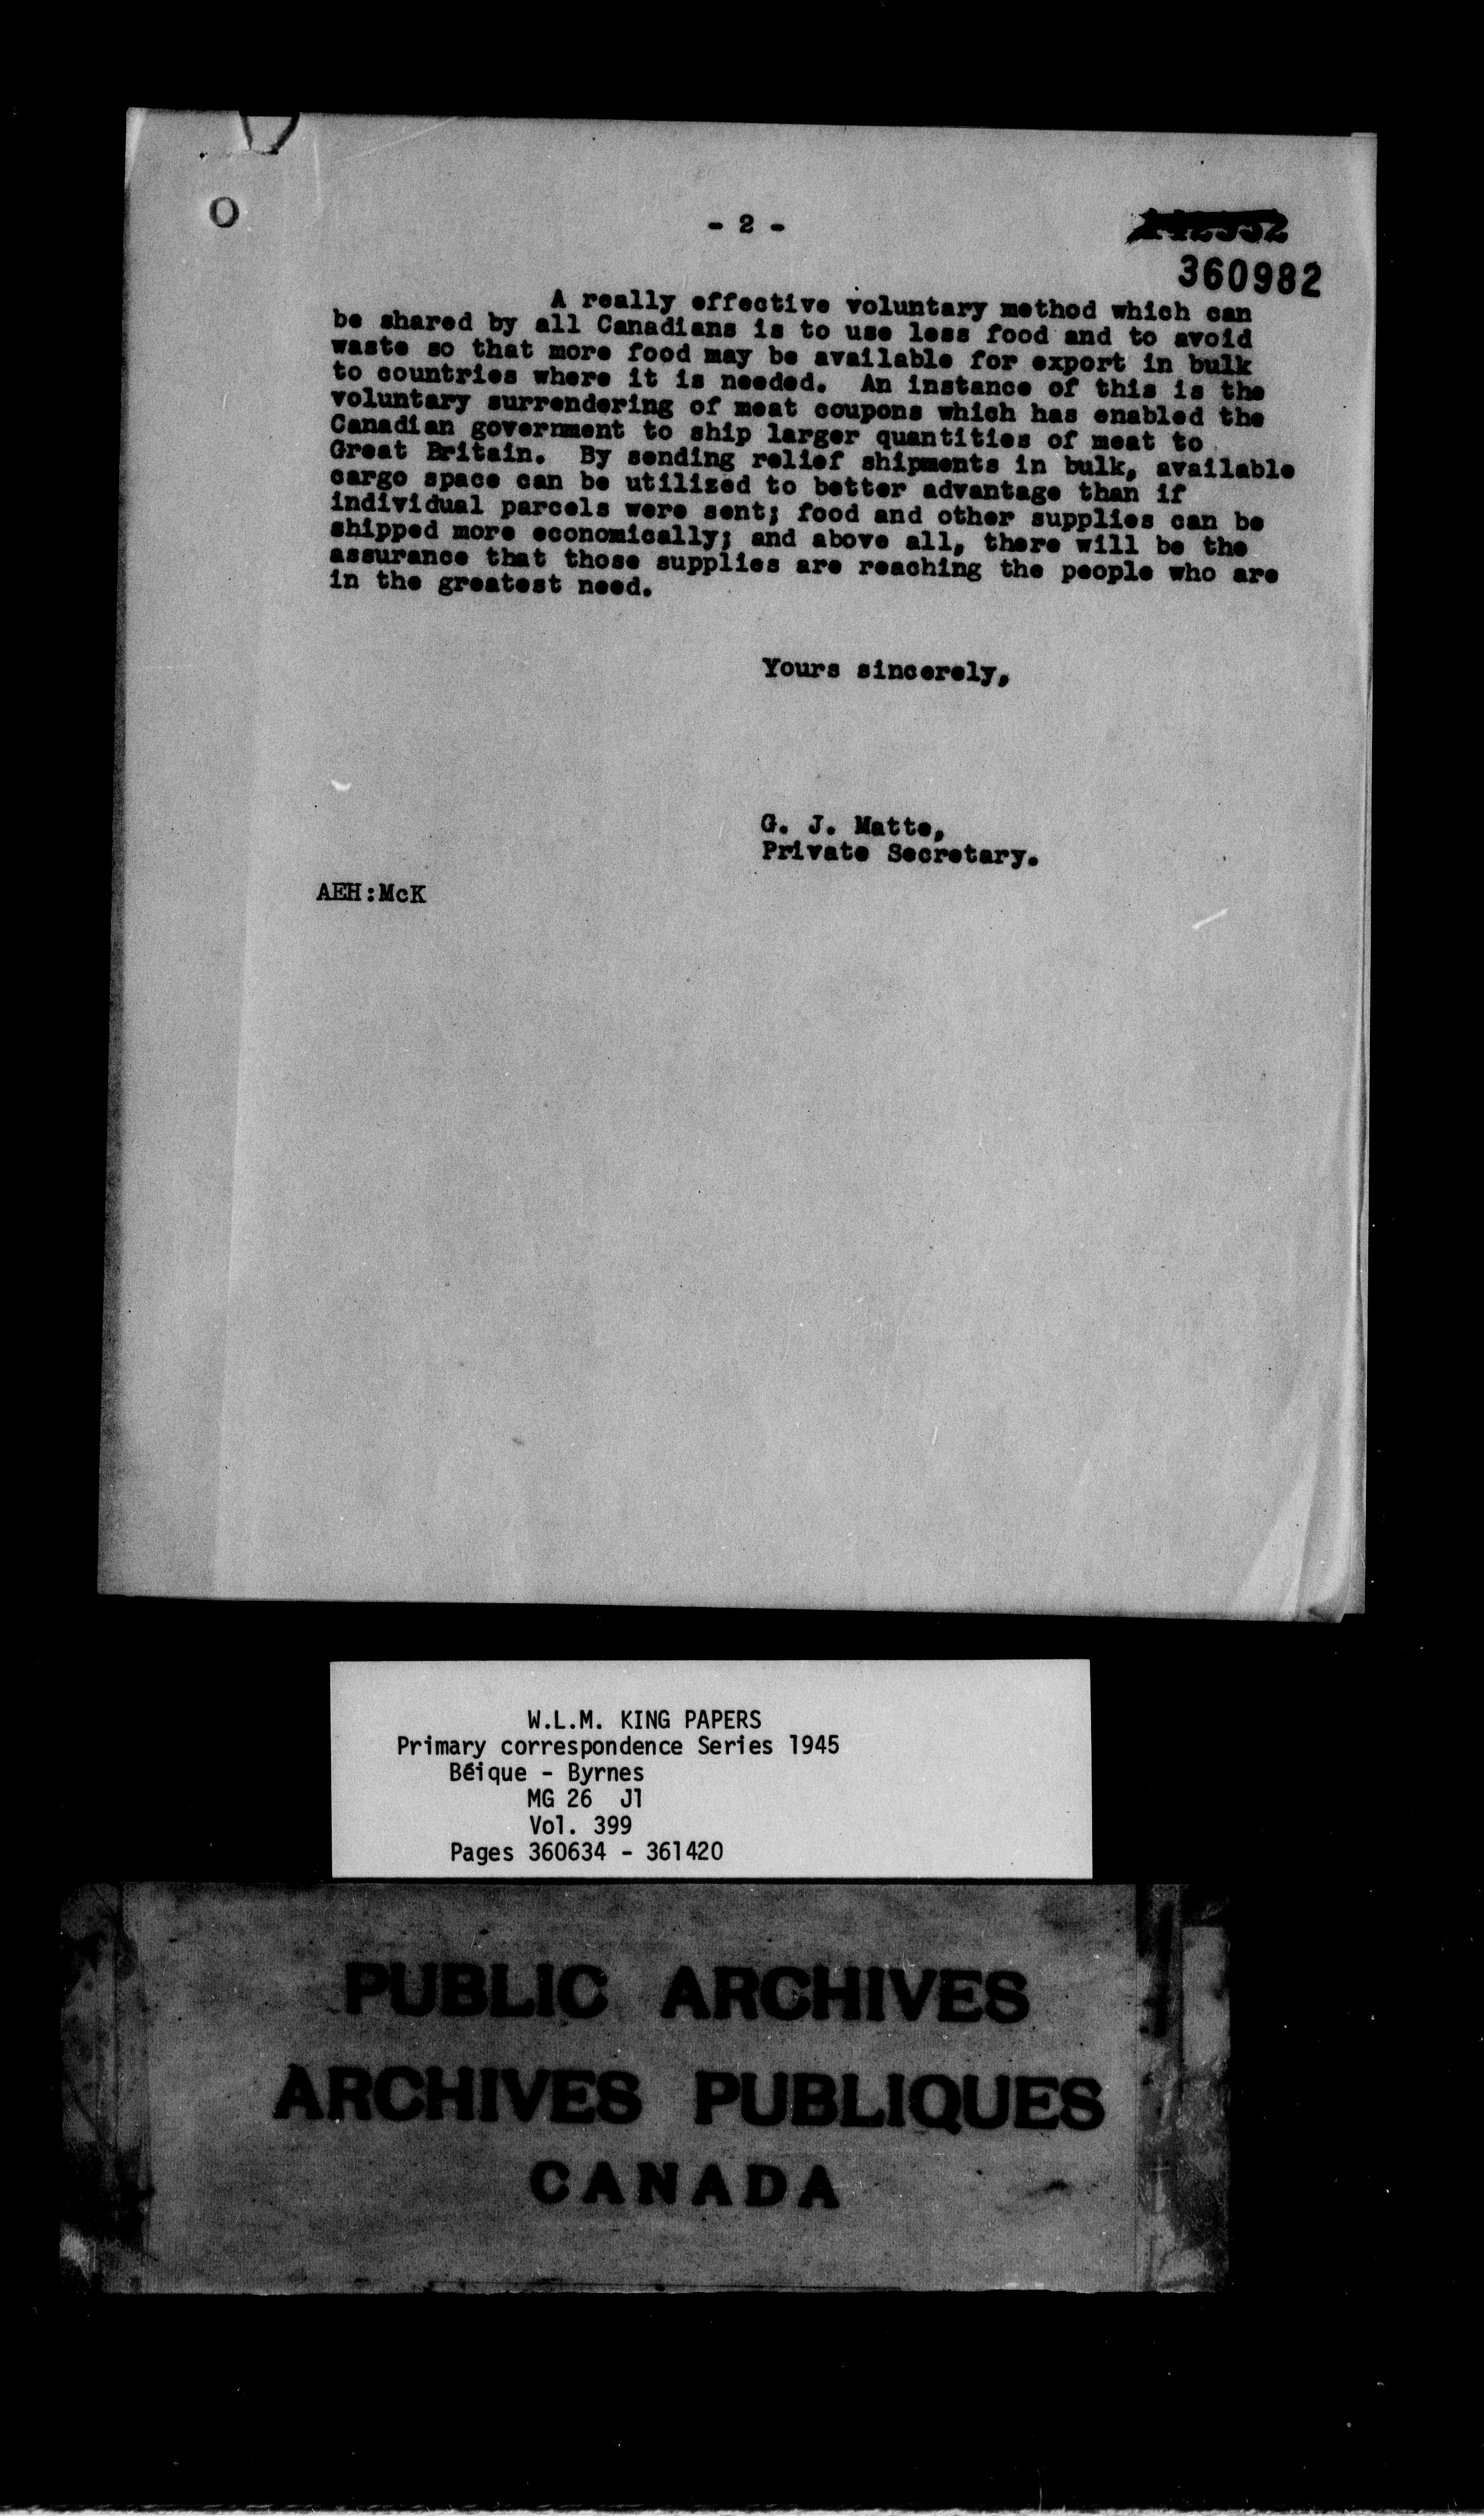 - 2 -
360982
A really effective voluntary method which can
be shared by all Canadians is to use less food and to avoid
waste so that more food may be available for export in bulk
to countries where it is needed. An instance of this is the
voluntary surrendering of meat coupons which has enabled the
Canadian government to ship larger quantities of meat to
Great Britain. By sending relief shipments in bulk, available
cargo space can be utilized to better advantage than if
individual parcels were sent; food and other supplies can be
shipped more economically; and above all, there will be the
assurance that those supplies are reaching the people who are
in the greatest need.
Yours sincerely,
G. J. Matte,
Private Secretary.
AEH:McK
W.L.M. KING PAPERS
Primary correspondence Series 1945
Béique - Byrnes
MG 26 J1
Vol. 399
Pages 360634 - 361420
PUBLIC ARCHIVES
ARCHIVES PUBLIQUES
CANADA